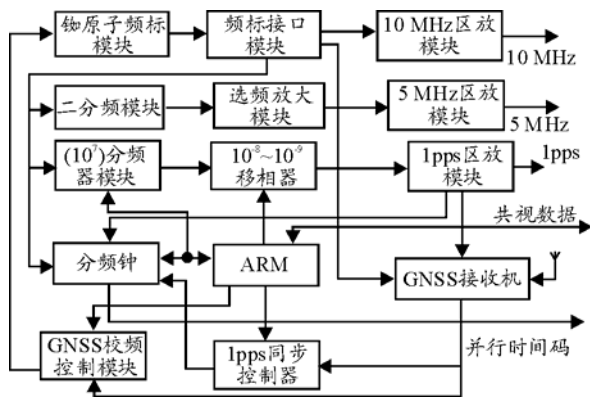 铷原子频标
模块
频标接口
模块
10 MHz区放
模块
10 MHz
二分频模块
选频放大
模块
5 MHz区放
模块
5 MHz
(10⁷)分频
器模块
10⁻⁸~10⁻⁹
移相器
1pps区放
模块
1pps
共视数据
分频钟
ARM
GNSS接收机
GNSS校频
控制模块
1pps同步
控制器
并行时间码